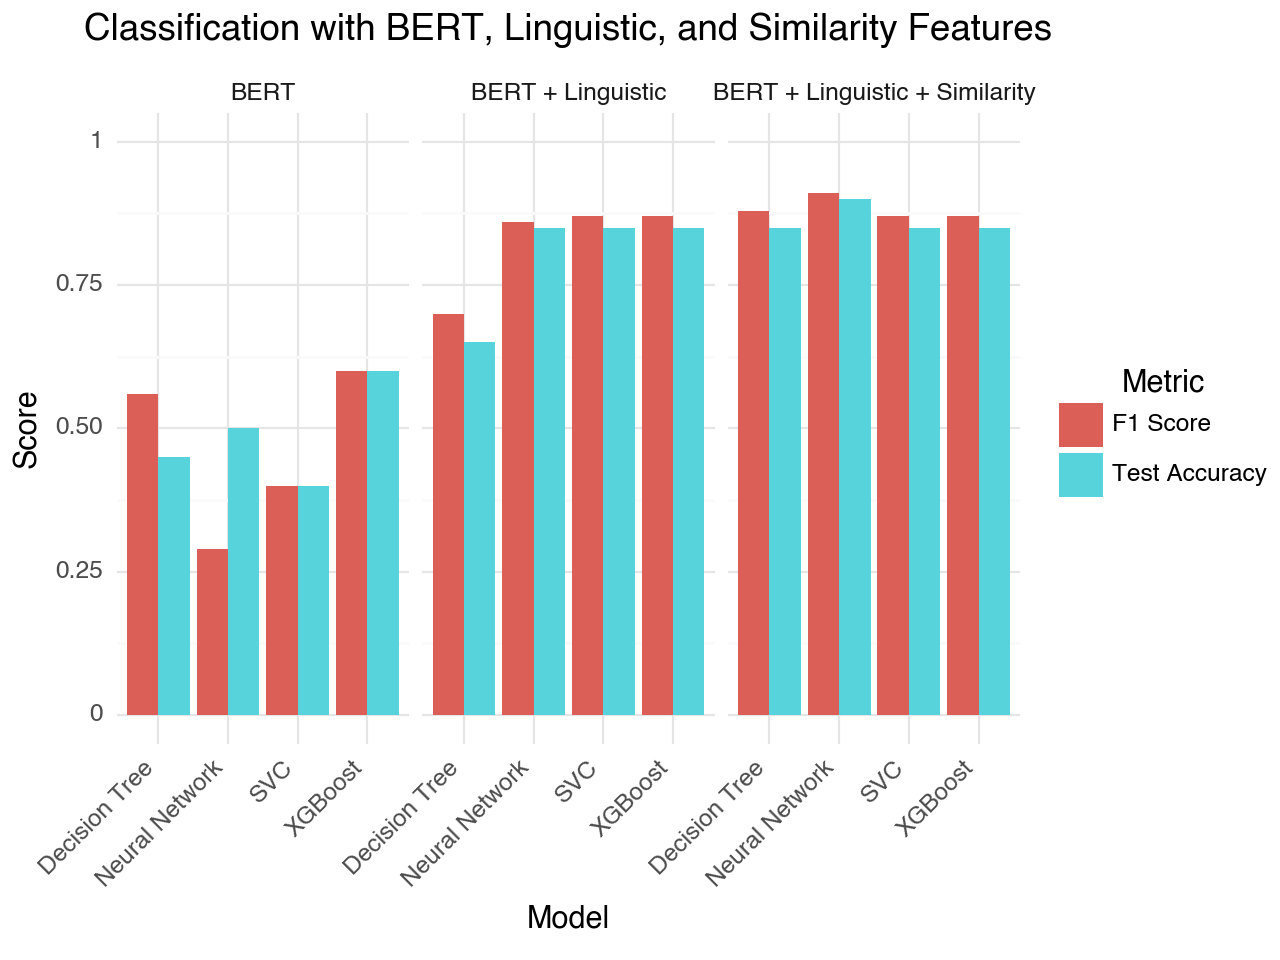 Classification with BERT, Linguistic, and Similarity Features
BERT
BERT + Linguistic
BERT + Linguistic + Similarity
1
0.75
0.50
0.25
0
Score
Decision Tree
Neural Network
SVC
XGBoost
Decision Tree
Neural Network
SVC
XGBoost
Decision Tree
Neural Network
SVC
XGBoost
Model
Metric
F1 Score
Test Accuracy